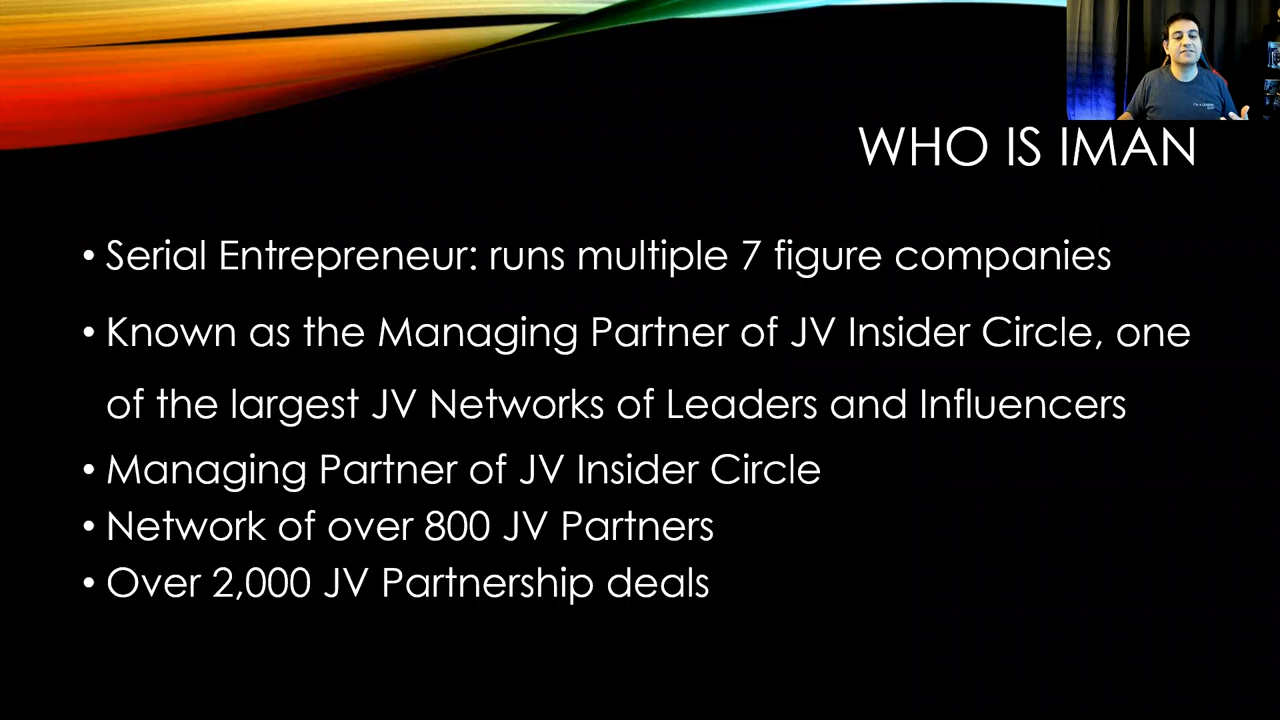 WHO IS IMAN
• Serial Entrepreneur: runs multiple 7 figure companies
• Known as the Managing Partner of JV Insider Circle, one
of the largest JV Networks of Leaders and Influencers
• Managing Partner of JV Insider Circle
• Network of over 800 JV Partners
• Over 2,000 JV Partnership deals